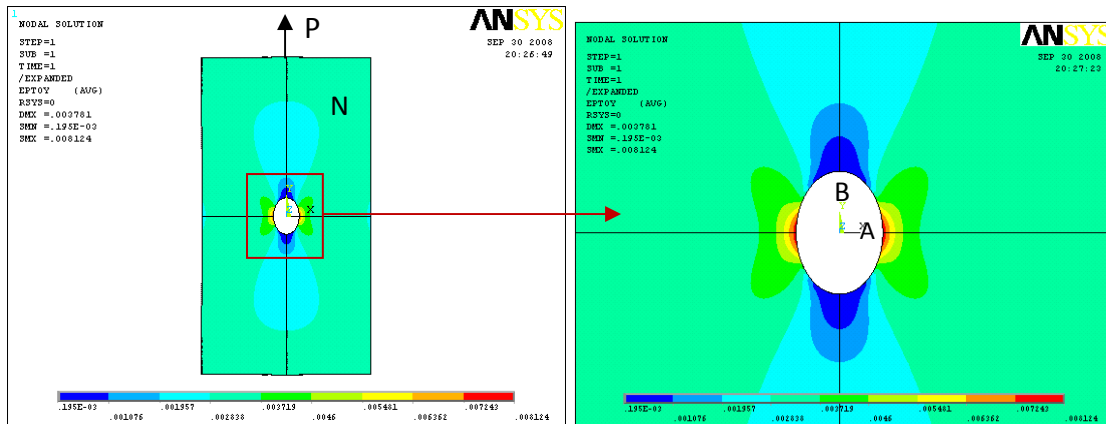 1
NODAL SOLUTION
STEP=1
SUB =1
TIME=1
/EXPANDED
EPTOY (AVG)
RSYS=0
DMX =.003781
SMN =.195E-03
SMX =.008124
P
ANSYS
SEP 30 2008
20:26:49
N
Y
Z X
.195E-03 .001957 .003719 .005481 .007243
.001076 .002838 .0046 .006362 .008124
NODAL SOLUTION
STEP=1
SUB =1
TIME=1
/EXPANDED
EPTOY (AVG)
RSYS=0
DMX =.003781
SMN =.195E-03
SMX =.008124
ANSYS
SEP 30 2008
20:27:23
B
Y
Z X A
.195E-03 .001957 .003719 .005481 .007243
.001076 .002838 .0046 .006362 .008124